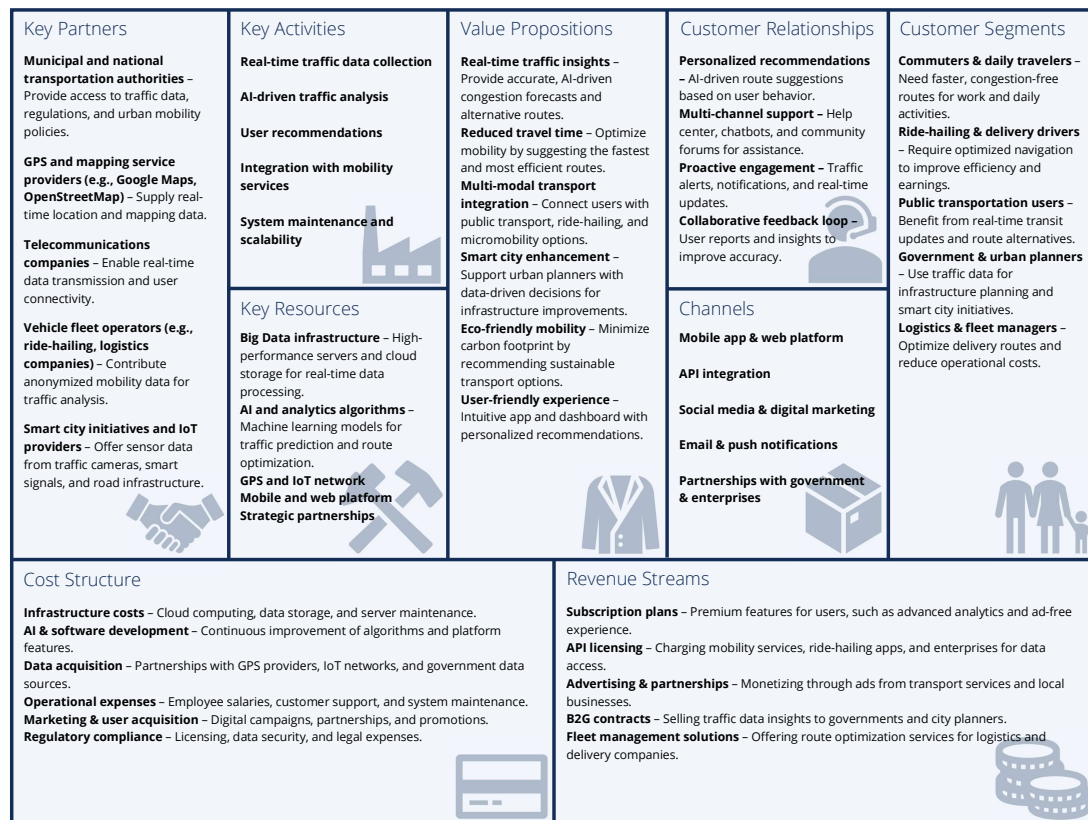 Key Partners
Municipal and national
transportation authorities –
Provide access to traffic data,
regulations, and urban mobility
policies.
GPS and mapping service
providers (e.g., Google Maps,
OpenStreetMap) – Supply real-
time location and mapping data.
Telecommunications
companies – Enable real-time
data transmission and user
connectivity.
Vehicle fleet operators (e.g.,
ride-hailing, logistics
companies) – Contribute
anonymized mobility data for
traffic analysis.
Smart city initiatives and IoT
providers – Offer sensor data
from traffic cameras, smart
signals, and road infrastructure.
Key Activities
Real-time traffic data collection
AI-driven traffic analysis
User recommendations
Integration with mobility
services
System maintenance and
scalability
Key Resources
Big Data infrastructure – High-
performance servers and cloud
storage for real-time data
processing.
AI and analytics algorithms –
Machine learning models for
traffic prediction and route
optimization.
GPS and IoT network
Mobile and web platform
Strategic partnerships
Value Propositions
Real-time traffic insights –
Provide accurate, AI-driven
congestion forecasts and
alternative routes.
Reduced travel time – Optimize
mobility by suggesting the fastest
and most efficient routes.
Multi-modal transport
integration – Connect users with
public transport, ride-hailing, and
micromobility options.
Smart city enhancement –
Support urban planners with
data-driven decisions for
infrastructure improvements.
Eco-friendly mobility – Minimize
carbon footprint by
recommending sustainable
transport options.
User-friendly experience –
Intuitive app and dashboard with
personalized recommendations.
Customer Relationships
Personalized recommendations
– AI-driven route suggestions
based on user behavior.
Multi-channel support – Help
center, chatbots, and community
forums for assistance.
Proactive engagement – Traffic
alerts, notifications, and real-time
updates.
Collaborative feedback loop –
User reports and insights to
improve accuracy.
Channels
Mobile app & web platform
API integration
Social media & digital marketing
Email & push notifications
Partnerships with government
& enterprises
Customer Segments
Commuters & daily travelers –
Need faster, congestion-free
routes for work and daily
activities.
Ride-hailing & delivery drivers
– Require optimized navigation
to improve efficiency and
earnings.
Public transportation users –
Benefit from real-time transit
updates and route alternatives.
Government & urban planners
– Use traffic data for
infrastructure planning and
smart city initiatives.
Logistics & fleet managers –
Optimize delivery routes and
reduce operational costs.
Cost Structure
Infrastructure costs – Cloud computing, data storage, and server maintenance.
AI & software development – Continuous improvement of algorithms and platform
features.
Data acquisition – Partnerships with GPS providers, IoT networks, and government data
sources.
Operational expenses – Employee salaries, customer support, and system maintenance.
Marketing & user acquisition – Digital campaigns, partnerships, and promotions.
Regulatory compliance – Licensing, data security, and legal expenses.
Revenue Streams
Subscription plans – Premium features for users, such as advanced analytics and ad-free
experience.
API licensing – Charging mobility services, ride-hailing apps, and enterprises for data
access.
Advertising & partnerships – Monetizing through ads from transport services and local
businesses.
B2G contracts – Selling traffic data insights to governments and city planners.
Fleet management solutions – Offering route optimization services for logistics and
delivery companies.